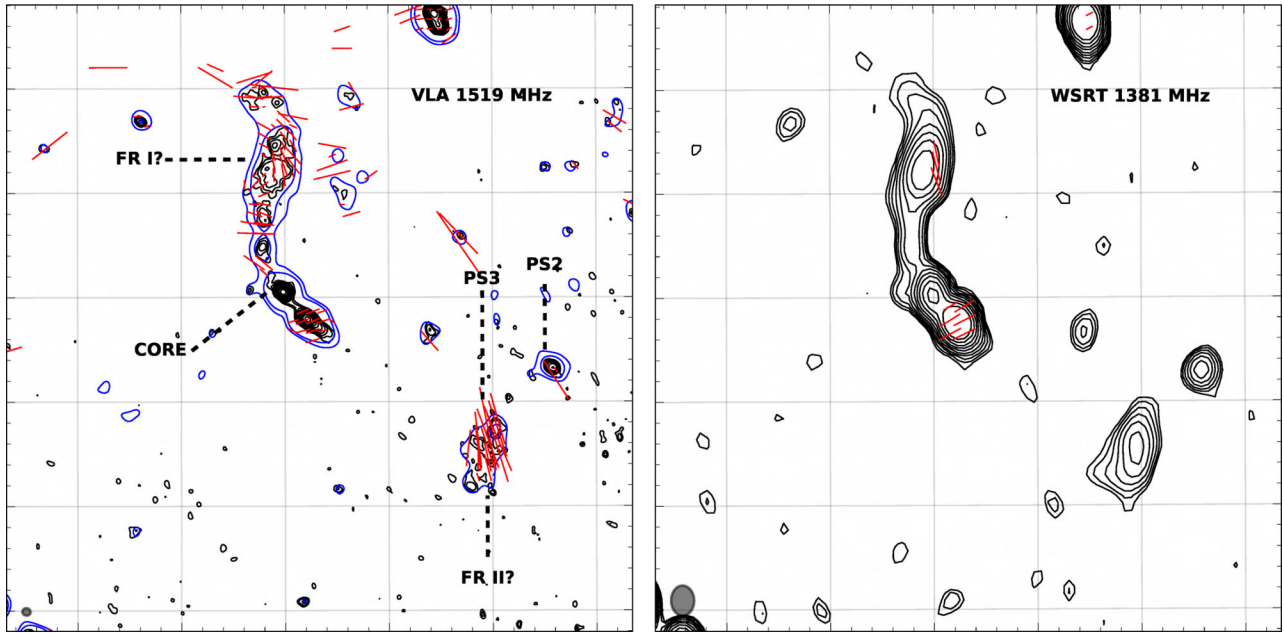 VLA 1519 MHz
FR I?
PS3
PS2
CORE
FR II?
WSRT 1381 MHz